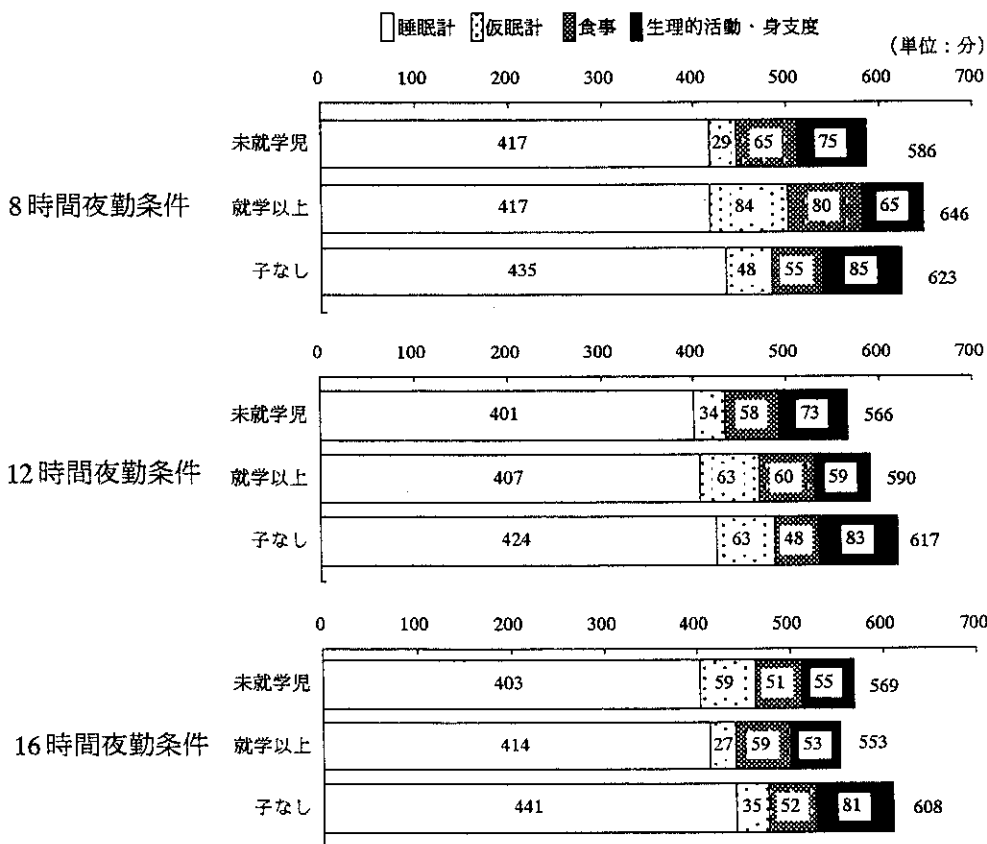 睡眠計 仮眠計 食事 生理的活動・身支度
(単位：分)
0 100 200 300 400 500 600 700
8時間夜勤条件
未就学児 417 29 65 75 586
就学以上 417 84 80 65 646
子なし 435 48 55 85 623
0 100 200 300 400 500 600 700
12時間夜勤条件
未就学児 401 34 58 73 566
就学以上 407 63 60 59 590
子なし 424 63 48 83 617
0 100 200 300 400 500 600 700
16時間夜勤条件
未就学児 403 59 51 55 569
就学以上 414 27 59 53 553
子なし 441 35 52 81 608